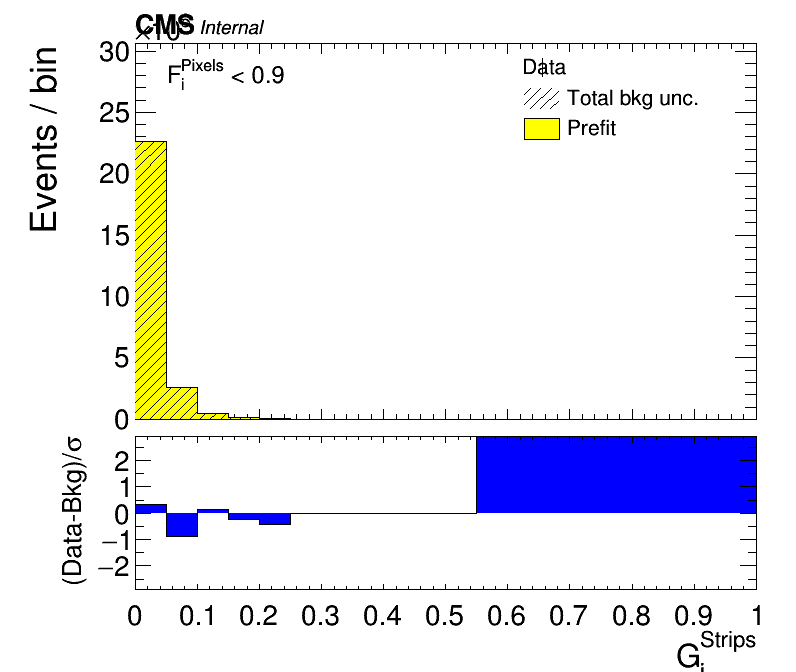 CMS Internal
×10³
F_i^Pixels < 0.9
Data
Total bkg unc.
Prefit
Events / bin
30
25
20
15
10
5
0
(Data-Bkg)/σ
2
1
0
−1
−2
0 0.1 0.2 0.3 0.4 0.5 0.6 0.7 0.8 0.9 1
G_i^Strips